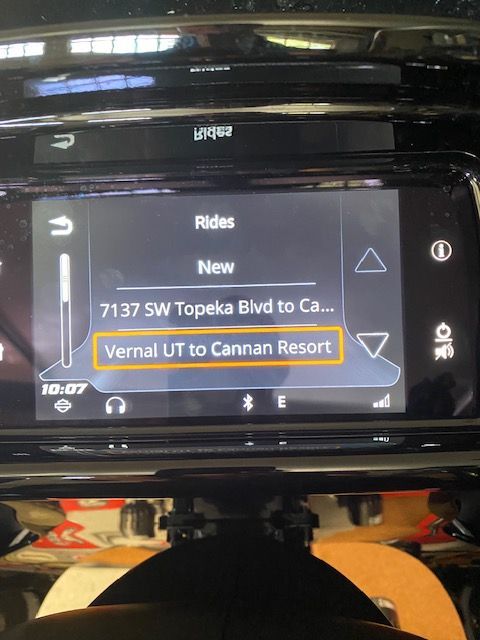 Rides
Rides
New
7137 SW Topeka Blvd to Ca...
Vernal UT to Cannan Resort
10:07
E